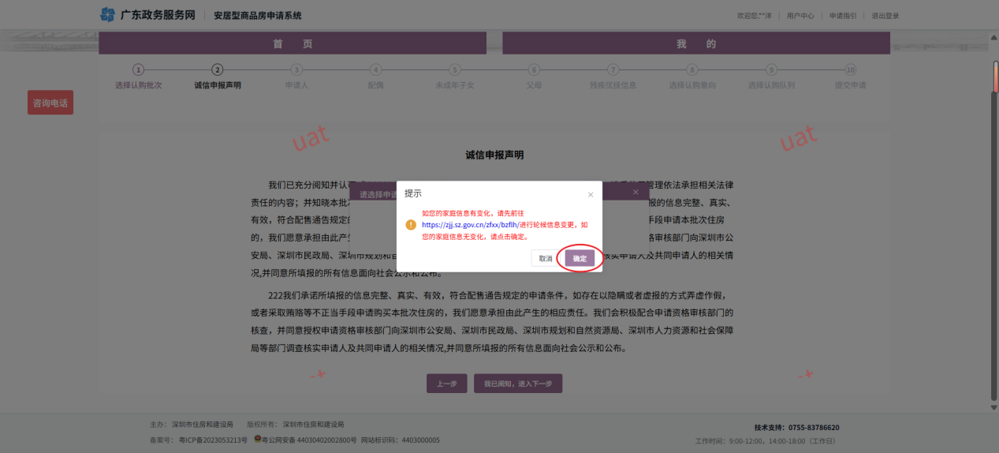 广东政务服务网 安居型商品房申请系统
欢迎您,**洋 用户中心 申请指引 退出登录
首 页 我 的
1 2 3 4 5 6 7 8 9 10
选择认购批次 诚信申报声明 申请人 配偶 未成年子女 父母 残疾优抚信息 选择认购意向 选择认购队列 提交申请
咨询电话
uat uat
诚信申报声明
我们已充分阅知并认 管理依法承担相关法律
请选择申请
提示
责任的内容；并知晓本批 报的信息完整、真实、
如您的家庭信息有变化，请先前往
有效，符合配售通告规定的 手段申请本批次住房
https://zjj.sz.gov.cn/zfxx/bzflh/进行轮候信息变更，如
的，我们愿意承担由此产生 格审核部门向深圳市公
您的家庭信息无变化，请点击确定。
安局、深圳市民政局、深圳市规划和自 核实申请人及共同申请人的相关情
取消 确定
况,并同意所填报的所有信息面向社会公示和公布。
222我们承诺所填报的信息完整、真实、有效，符合配售通告规定的申请条件，如存在以隐瞒或者虚报的方式弄虚作假，
或者采取贿赂等不正当手段申请购买本批次住房的，我们愿意承担由此产生的相应责任。我们会积极配合申请资格审核部门的
核查，并同意授权申请资格审核部门向深圳市公安局、深圳市民政局、深圳市规划和自然资源局、深圳市人力资源和社会保障
局等部门调查核实申请人及共同申请人的相关情况,并同意所填报的所有信息面向社会公示和公布。
上一步 我已阅知，进入下一步
主办：深圳市住房和建设局 版权所有：深圳市住房和建设局
技术支持：0755-83786620
备案号：粤ICP备2023053213号 粤公网安备 44030402002800号 网站标识码：4403000005
工作时间：9:00-12:00，14:00-18:00（工作日）